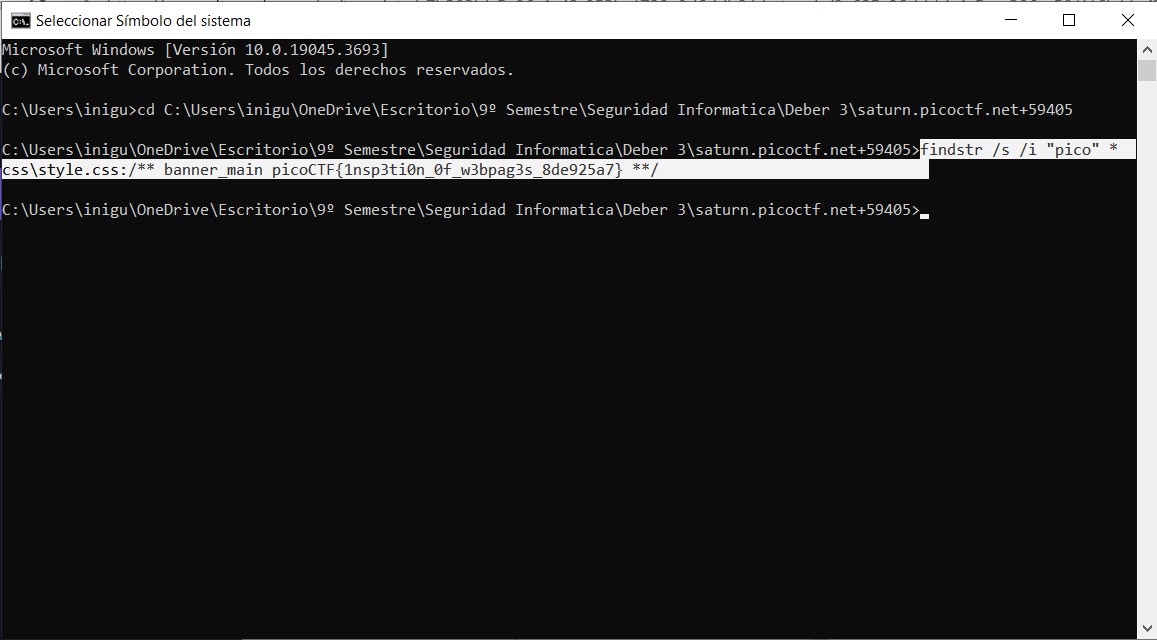 Seleccionar Símbolo del sistema
Microsoft Windows [Versión 10.0.19045.3693]
(c) Microsoft Corporation. Todos los derechos reservados.
C:\Users\inigu>cd C:\Users\inigu\OneDrive\Escritorio\9º Semestre\Seguridad Informatica\Deber 3\saturn.picoctf.net+59405
C:\Users\inigu\OneDrive\Escritorio\9º Semestre\Seguridad Informatica\Deber 3\saturn.picoctf.net+59405>findstr /s /i "pico" *
css\style.css:/** banner_main picoCTF{1nsp3ti0n_0f_w3bpag3s_8de925a7} **/
C:\Users\inigu\OneDrive\Escritorio\9º Semestre\Seguridad Informatica\Deber 3\saturn.picoctf.net+59405>